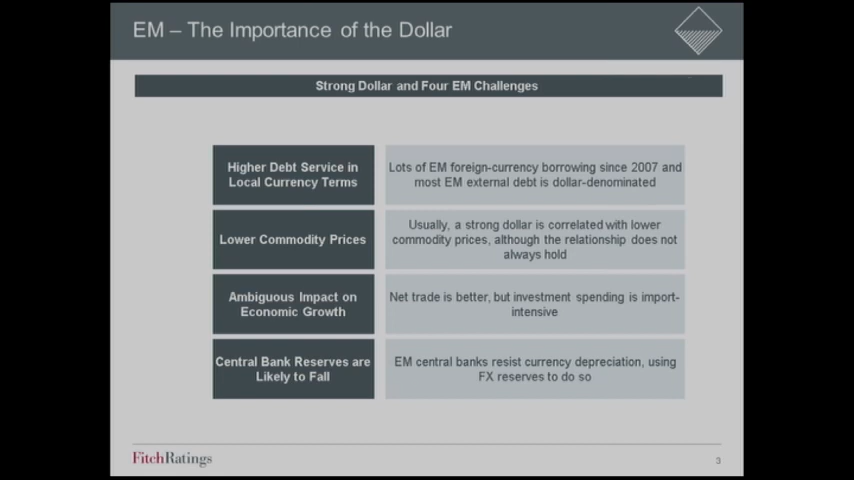 EM – The Importance of the Dollar
Strong Dollar and Four EM Challenges
Higher Debt Service in
Local Currency Terms
Lots of EM foreign-currency borrowing since 2007 and
most EM external debt is dollar-denominated
Lower Commodity Prices
Usually, a strong dollar is correlated with lower
commodity prices, although the relationship does not
always hold
Ambiguous Impact on
Economic Growth
Net trade is better, but investment spending is import-
intensive
Central Bank Reserves are
Likely to Fall
EM central banks resist currency depreciation, using
FX reserves to do so
FitchRatings
3